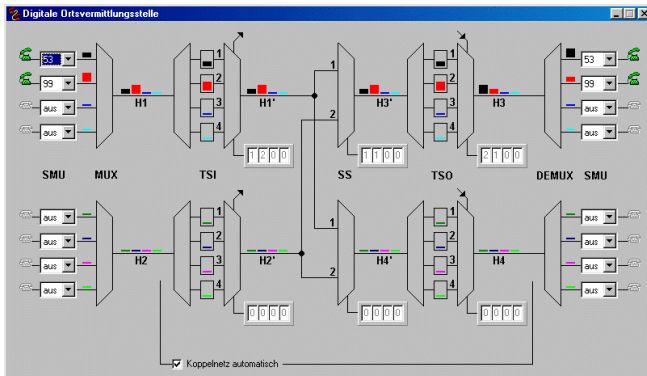 Digitale Ortsvermittlungsstelle
53
99
aus
aus
H1
1
2
3
4
H1'
1
2
H3'
1
2
3
4
H3
53
99
aus
aus
1 2 0 0
1 1 0 0
2 1 0 0
SMU MUX TSI SS TSO DEMUX SMU
aus
aus
aus
aus
H2
1
2
3
4
H2'
1
2
H4'
1
2
3
4
H4
aus
aus
aus
aus
0 0 0 0
0 0 0 0
0 0 0 0
Koppelnetz automatisch